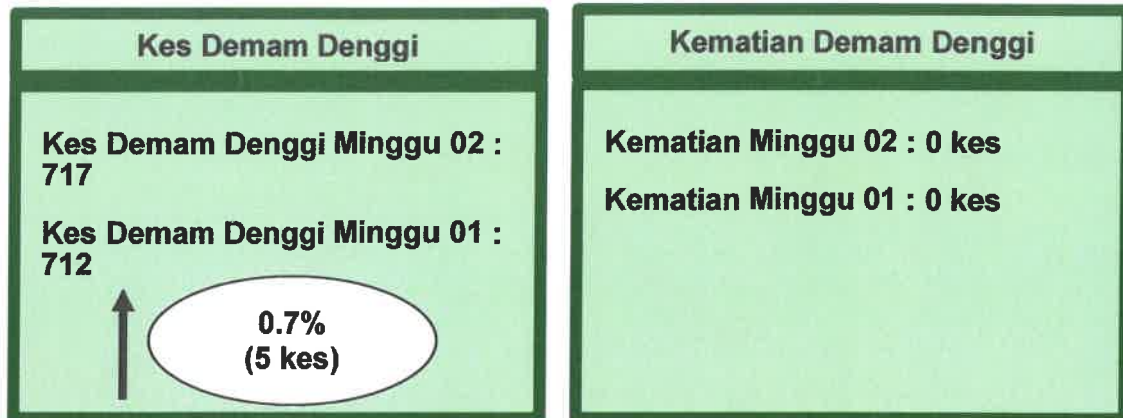 Kes Demam Denggi
Kes Demam Denggi Minggu 02 :
717
Kes Demam Denggi Minggu 01 :
712
0.7%
(5 kes)
Kematian Demam Denggi
Kematian Minggu 02 : 0 kes
Kematian Minggu 01 : 0 kes